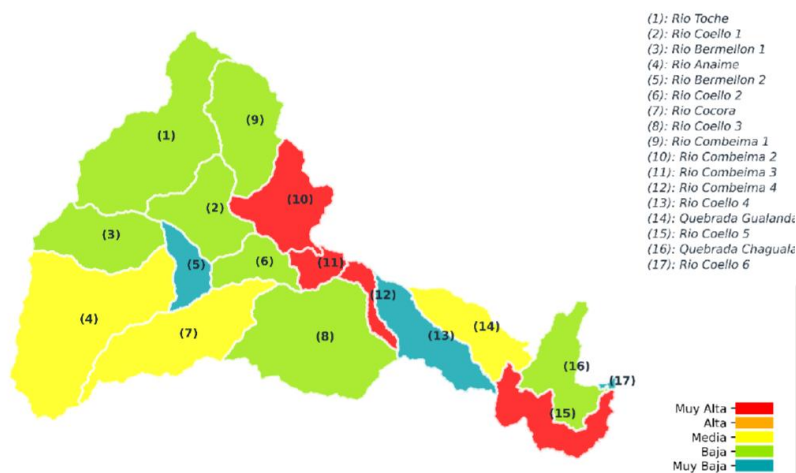 (1): Rio Toche
(2): Rio Coello 1
(3): Rio Bermellon 1
(4): Rio Anaime
(5): Rio Bermellon 2
(6): Rio Coello 2
(7): Rio Cocora
(8): Rio Coello 3
(9): Rio Combeima 1
(10): Rio Combeima 2
(11): Rio Combeima 3
(12): Rio Combeima 4
(13): Rio Coello 4
(14): Quebrada Gualanda
(15): Rio Coello 5
(16): Quebrada Chaguala
(17): Rio Coello 6
(1)
(9)
(10)
(2)
(3)
(5)
(6)
(11)
(4)
(7)
(8)
(12)
(13)
(14)
(16)
(17)
(15)
Muy Alta
Alta
Media
Baja
Muy Baja